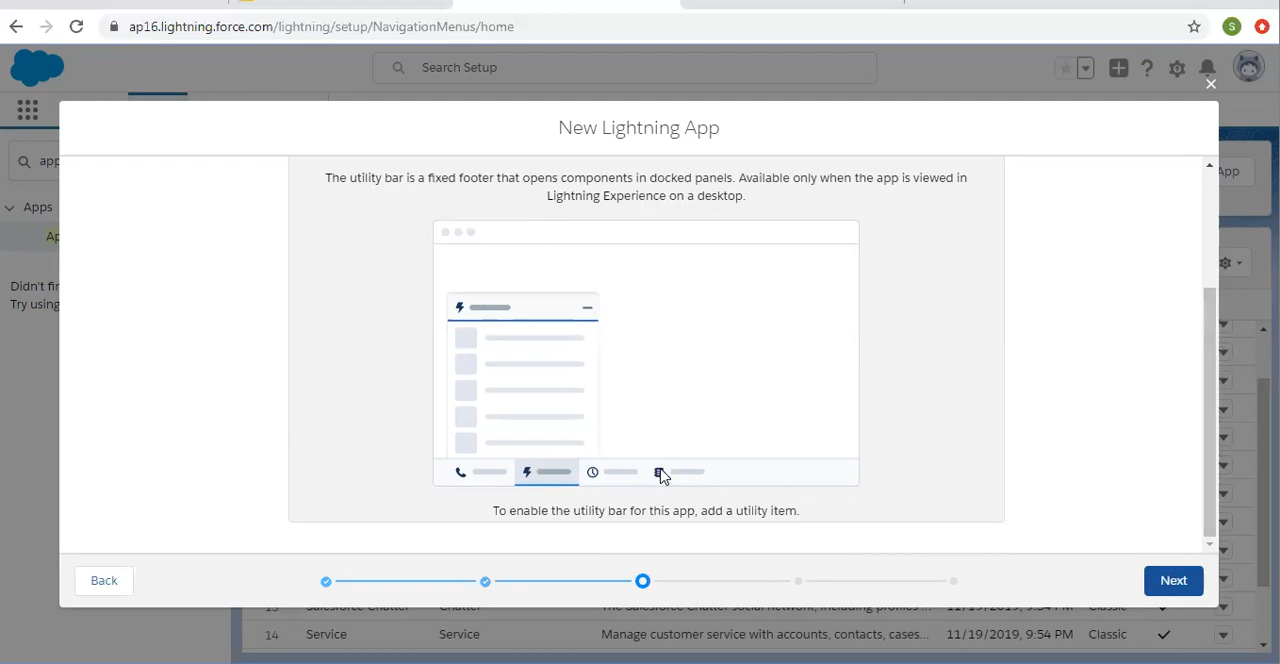 ap16.lightning.force.com/lightning/setup/NavigationMenus/home
S
Search Setup
New Lightning App
app
App
Apps
Ap
The utility bar is a fixed footer that opens components in docked panels. Available only when the app is viewed in
Lightning Experience on a desktop.
Didn't fin
Try using
To enable the utility bar for this app, add a utility item.
Back
Next
13 Salesforce Chatter Chatter The Salesforce Chatter social network, including profiles ... 11/19/2019, 9:54 PM Classic
14 Service Service Manage customer service with accounts, contacts, cases... 11/19/2019, 9:54 PM Classic